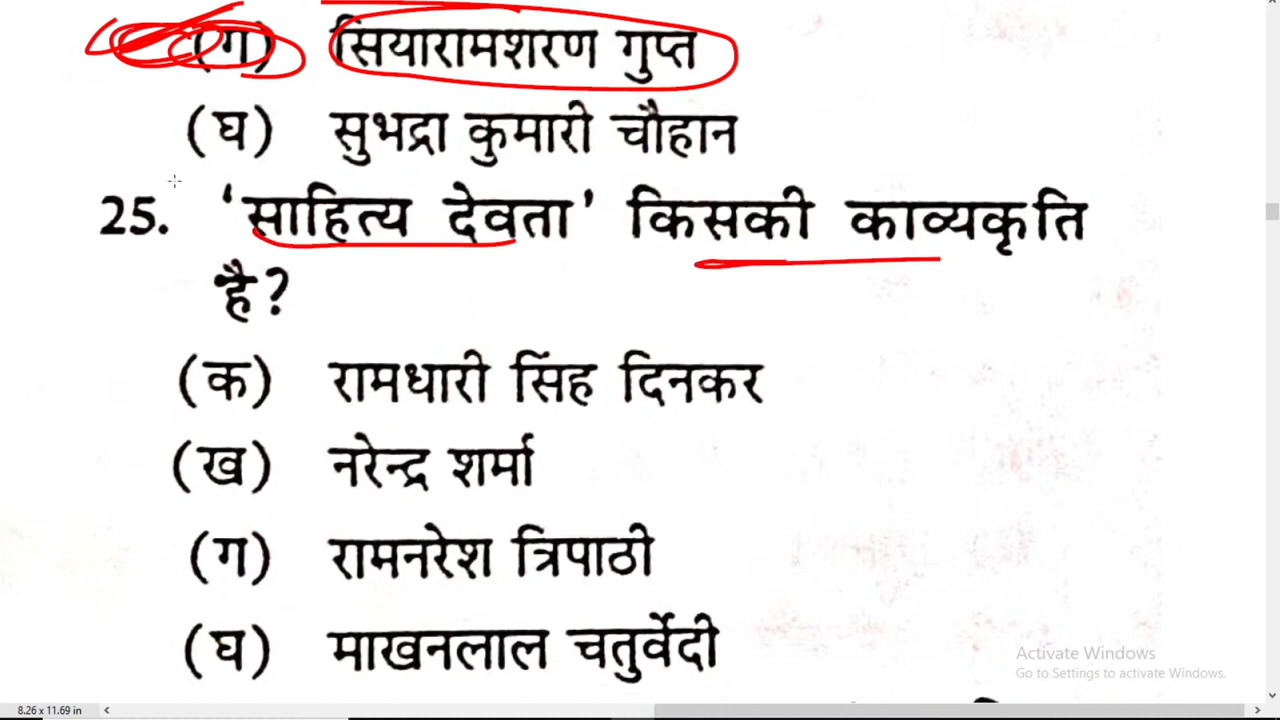 (ग) सियारामशरण गुप्त
(घ) सुभद्रा कुमारी चौहान
25. 'साहित्य देवता' किसकी काव्यकृति
है?
(क) रामधारी सिंह दिनकर
(ख) नरेन्द्र शर्मा
(ग) रामनरेश त्रिपाठी
(घ) माखनलाल चतुर्वेदी
Activate Windows
Go to Settings to activate Windows.
8.26 x 11.69 in